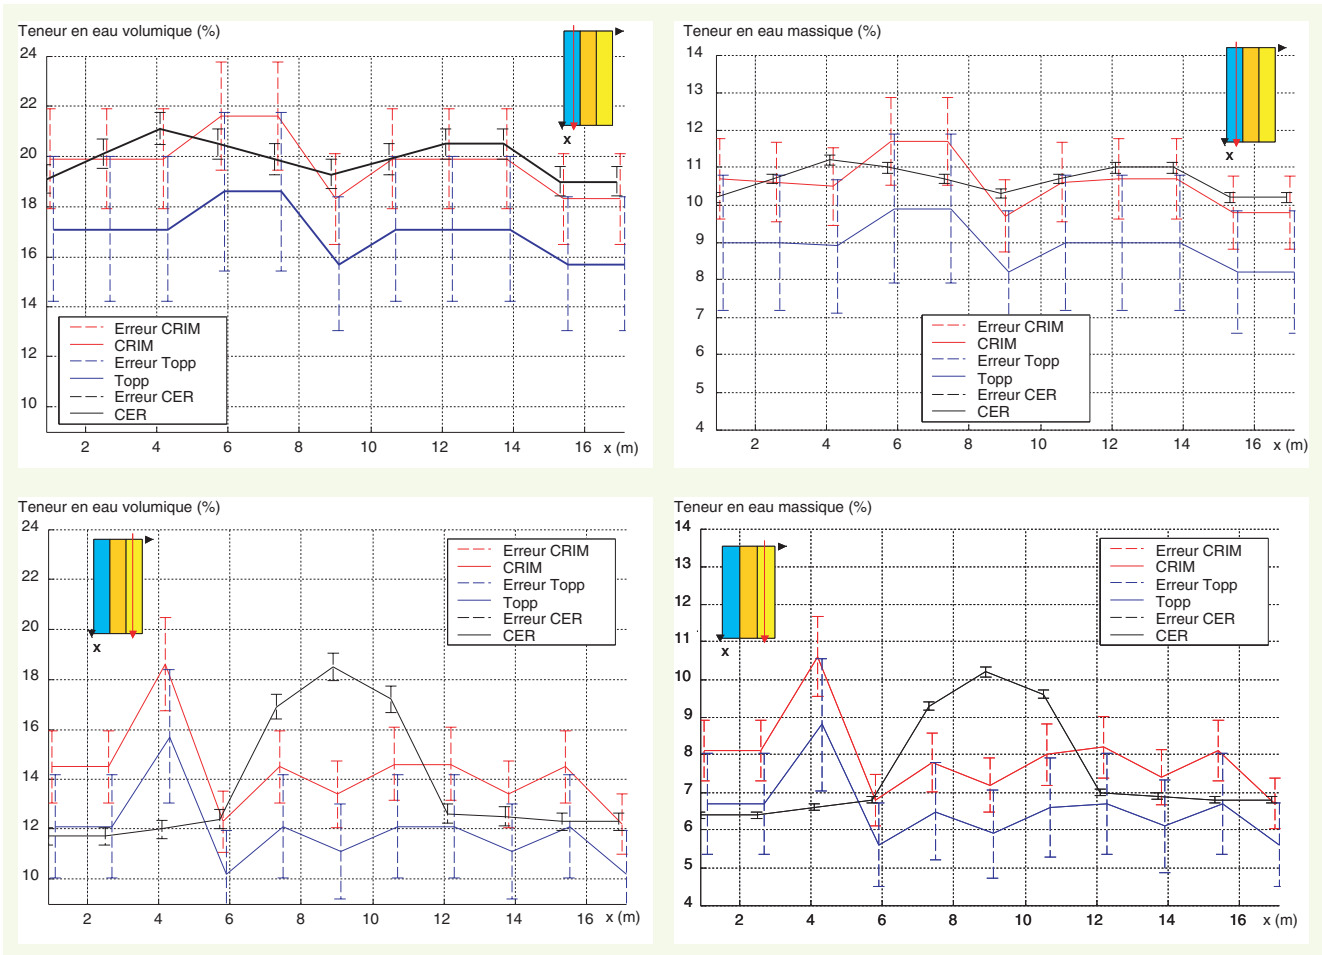 Teneur en eau volumique (%)
24
22
20
18
16
14
12
10
x
Erreur CRIM
CRIM
Erreur Topp
Topp
Erreur CER
CER
2 4 6 8 10 12 14 16 x (m)
Teneur en eau massique (%)
14
13
12
11
10
9
8
7
6
5
4
x
Erreur CRIM
CRIM
Erreur Topp
Topp
Erreur CER
CER
2 4 6 8 10 12 14 16 x (m)
Teneur en eau volumique (%)
24
22
20
18
16
14
12
10
x
Erreur CRIM
CRIM
Erreur Topp
Topp
Erreur CER
CER
2 4 6 8 10 12 14 16 x (m)
Teneur en eau massique (%)
14
13
12
11
10
9
8
7
6
5
4
x
Erreur CRIM
CRIM
Erreur Topp
Topp
Erreur CER
CER
2 4 6 8 10 12 14 16 x (m)